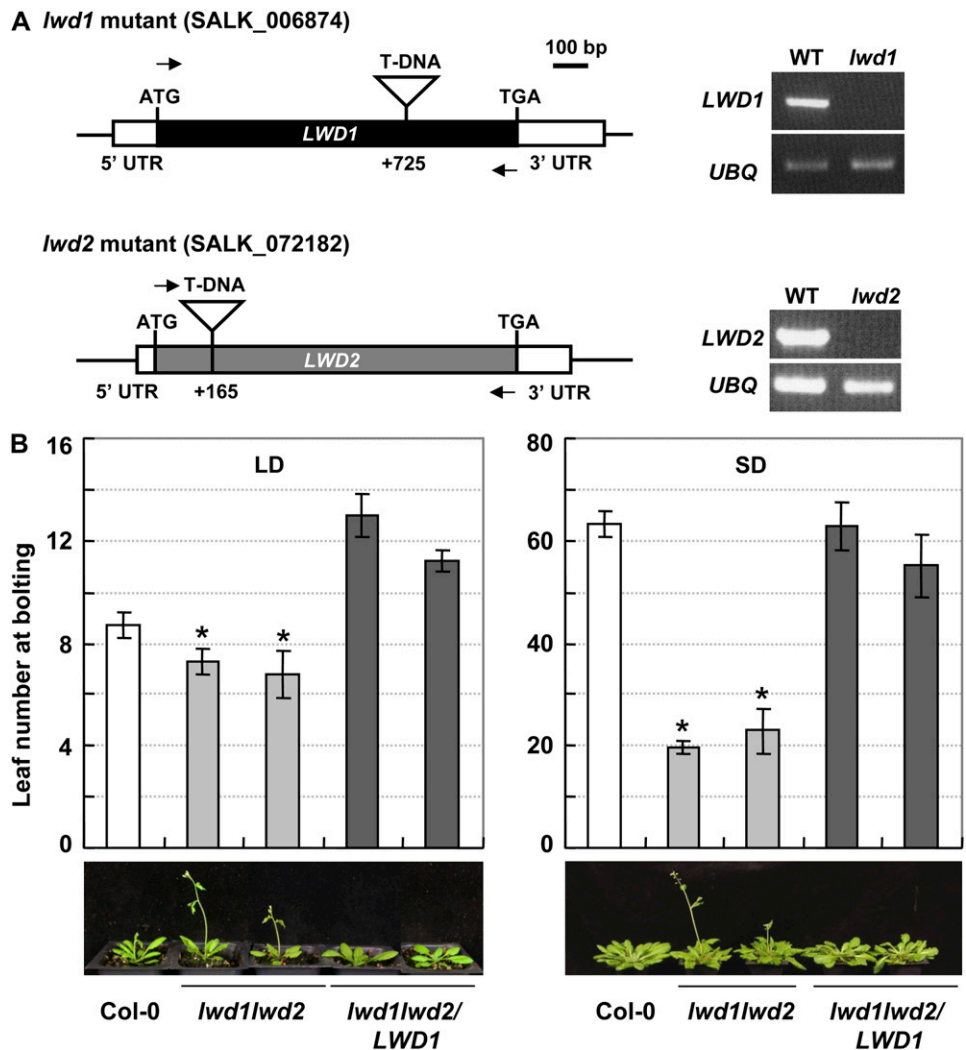 A lwd1 mutant (SALK_006874)
T-DNA
100 bp
ATG
TGA
LWD1
5’ UTR
+725
3’ UTR
WT lwd1
LWD1
UBQ
lwd2 mutant (SALK_072182)
T-DNA
ATG
TGA
LWD2
5’ UTR
+165
3’ UTR
WT lwd2
LWD2
UBQ
B
Leaf number at bolting
16
12
8
4
0
LD
* *
80
60
40
20
0
SD
* *
Col-0 lwd1lwd2 lwd1lwd2/
LWD1
Col-0 lwd1lwd2 lwd1lwd2/
LWD1